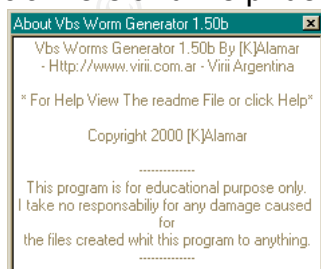 About Vbs Worm Generator 1.50b
Vbs Worms Generator 1.50b By [K]Alamar
- Http://www.virii.com.ar - Virii Argentina
* For Help View The readme File or click Help*
Copyright 2000 [K]Alamar
-------------
This program is for educational purpose only.
I take no responsabiliy for any damage caused
for
the files created whit this program to anything.
-------------